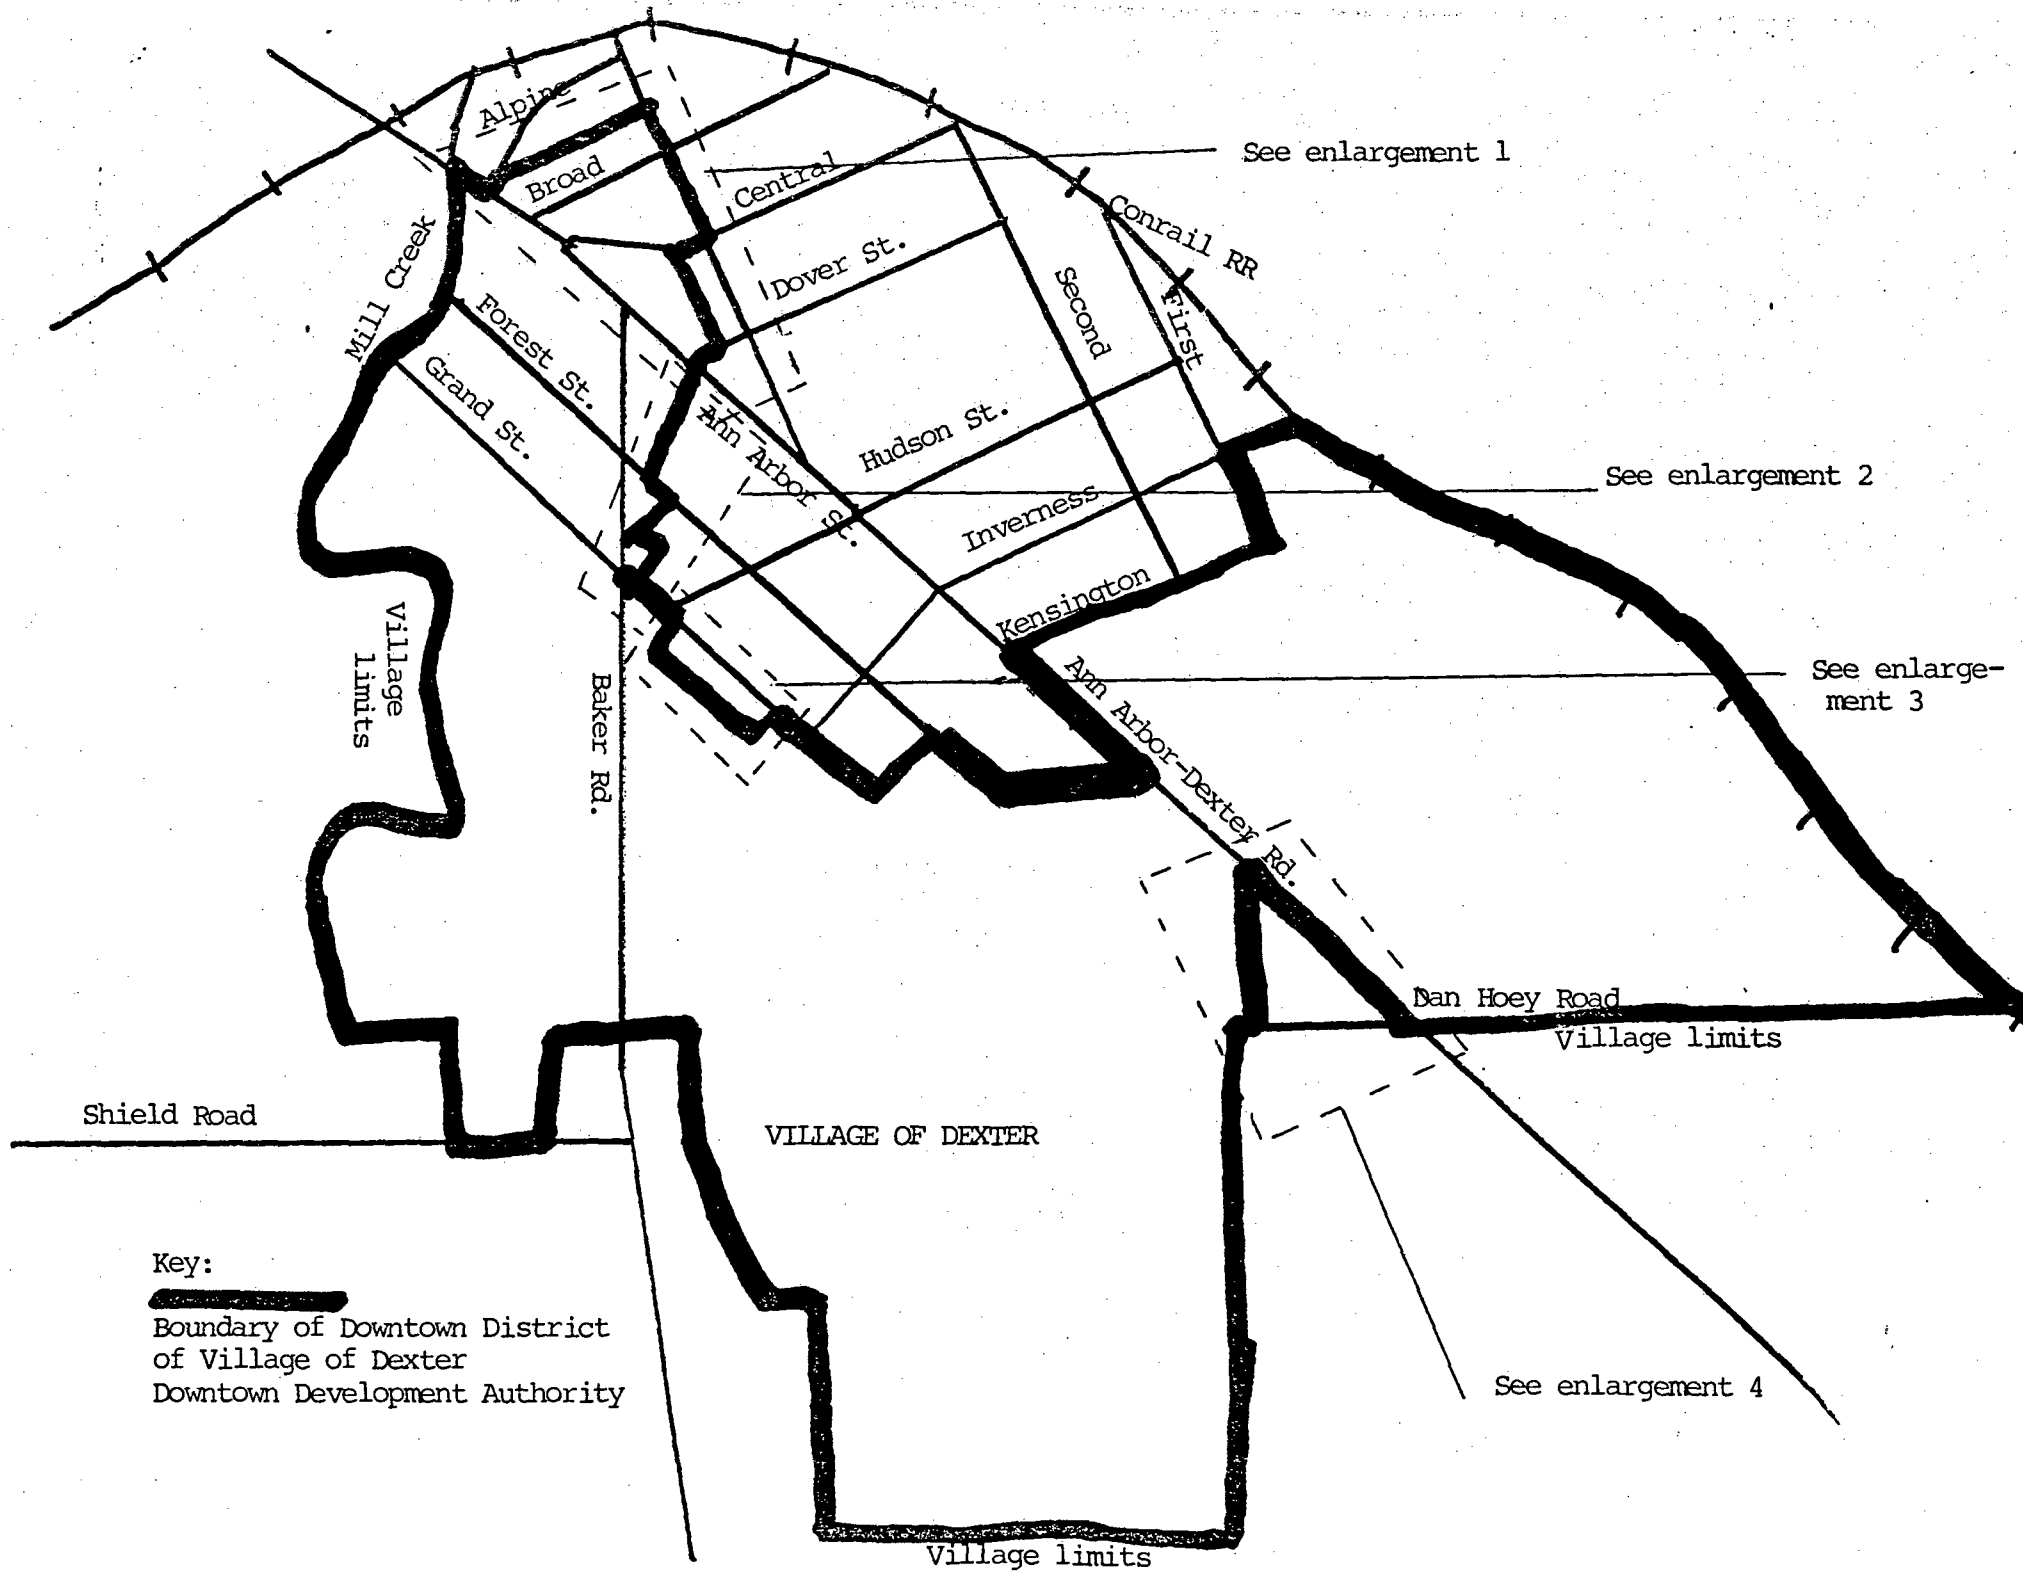 Alpine
See enlargement 1
Broad
Central
Conrail RR
Mill Creek
Dover St.
Second
First
Forest St.
Grand St.
Ann Arbor St.
Hudson St.
See enlargement 2
Inverness
Kensington
Village
limits
Baker Rd.
Ann Arbor-Dexter Rd.
See enlarge-
ment 3
Dan Hoey Road
Village limits
Shield Road
VILLAGE OF DEXTER
Key:
Boundary of Downtown District
of Village of Dexter
Downtown Development Authority
See enlargement 4
Village limits